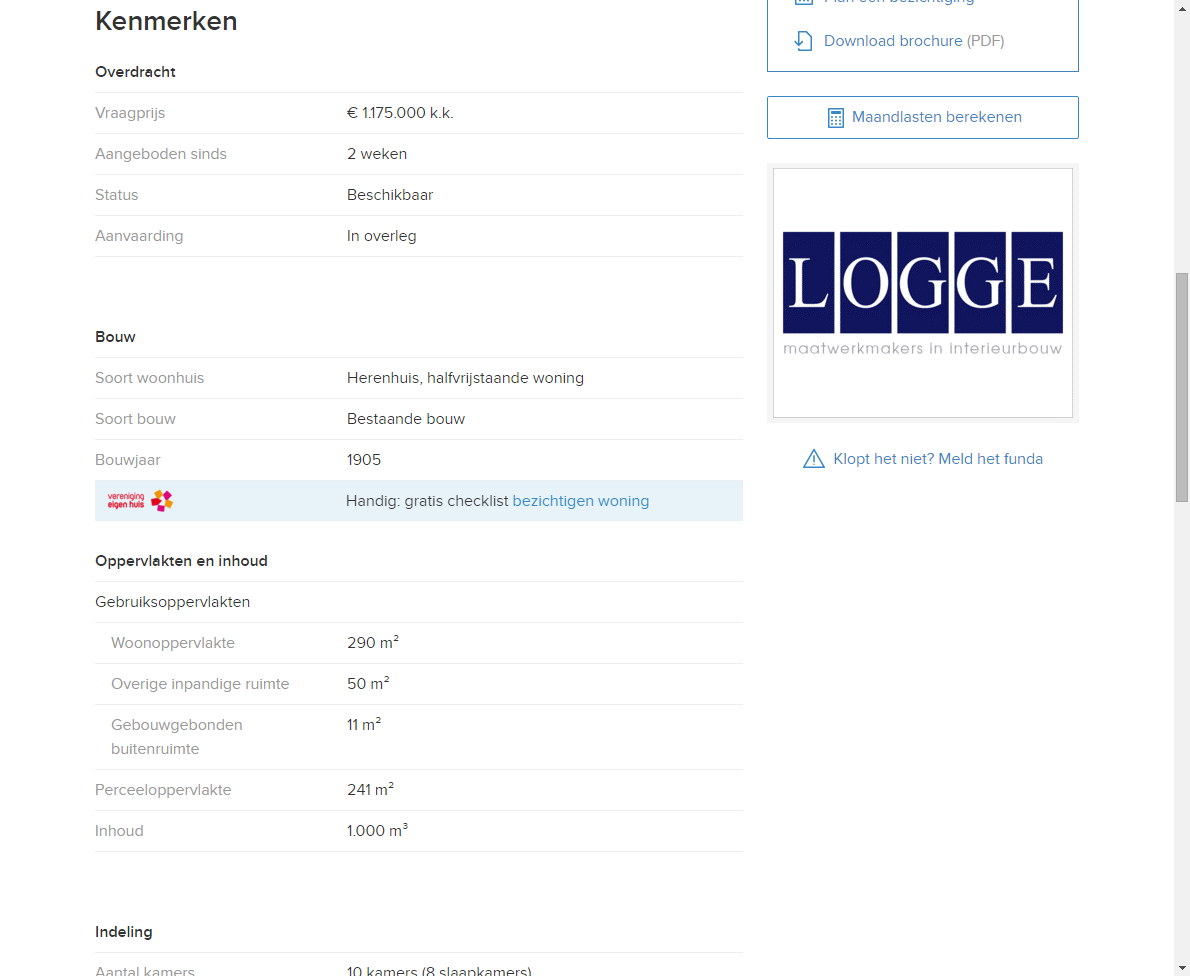 Kenmerken
Overdracht
Vraagprijs € 1.175.000 k.k.
Aangeboden sinds 2 weken
Status Beschikbaar
Aanvaarding In overleg
Bouw
Soort woonhuis Herenhuis, halfvrijstaande woning
Soort bouw Bestaande bouw
Bouwjaar 1905
vereniging
eigen huis
Handig: gratis checklist bezichtigen woning
Oppervlakten en inhoud
Gebruiksoppervlakten
Woonoppervlakte 290 m²
Overige inpandige ruimte 50 m²
Gebouwgebonden 11 m²
buitenruimte
Perceeloppervlakte 241 m²
Inhoud 1.000 m³
Indeling
Aantal kamers 10 kamers (8 slaapkamers)
Plan een bezichtiging
Download brochure (PDF)
Maandlasten berekenen
LOGGE
maatwerkmakers in interieurbouw
Klopt het niet? Meld het funda